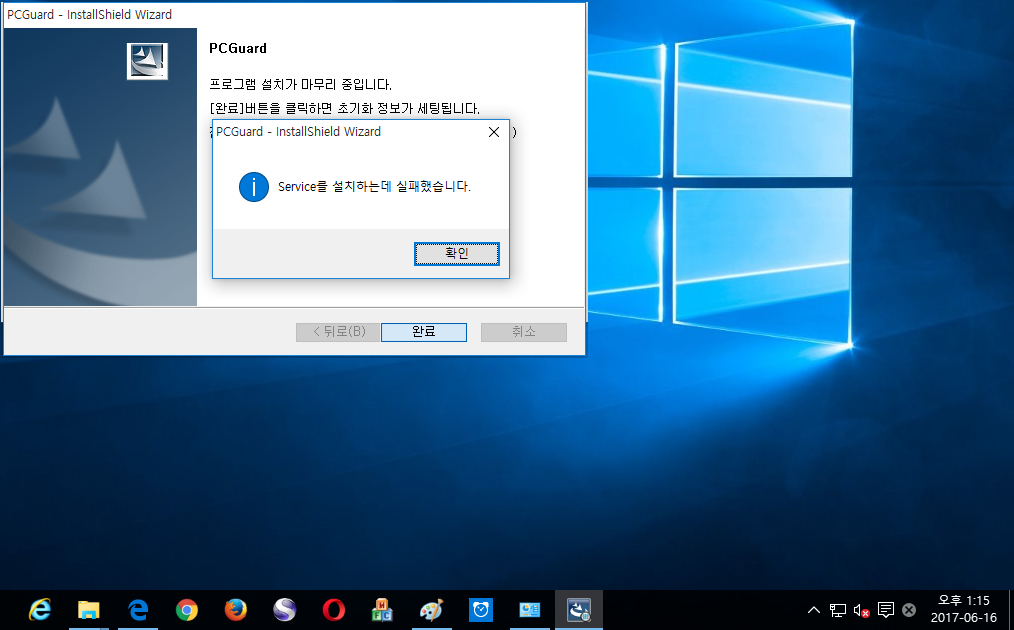 PCGuard - InstallShield Wizard
PCGuard
프로그램 설치가 마무리 중입니다.
[완료]버튼을 클릭하면 초기화 정보가 세팅됩니다.
)
PCGuard - InstallShield Wizard
Service를 설치하는데 실패했습니다.
확인
< 뒤로(B)
완료
취소
오후 1:15
2017-06-16